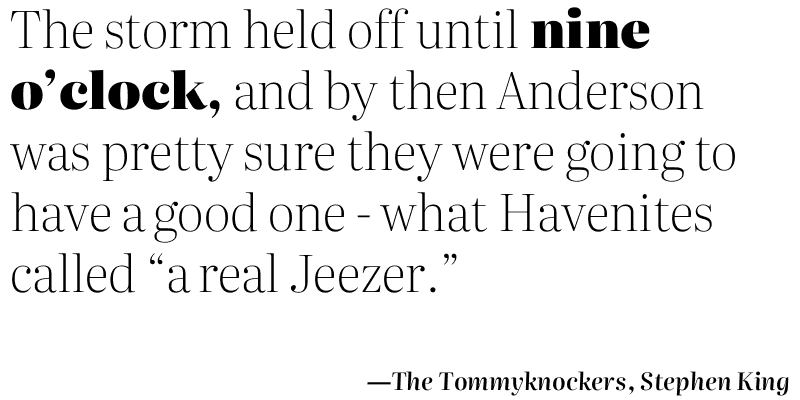 The storm held off until nine
o’clock, and by then Anderson
was pretty sure they were going to
have a good one - what Havenites
called “a real Jeezer.”
—The Tommyknockers, Stephen King